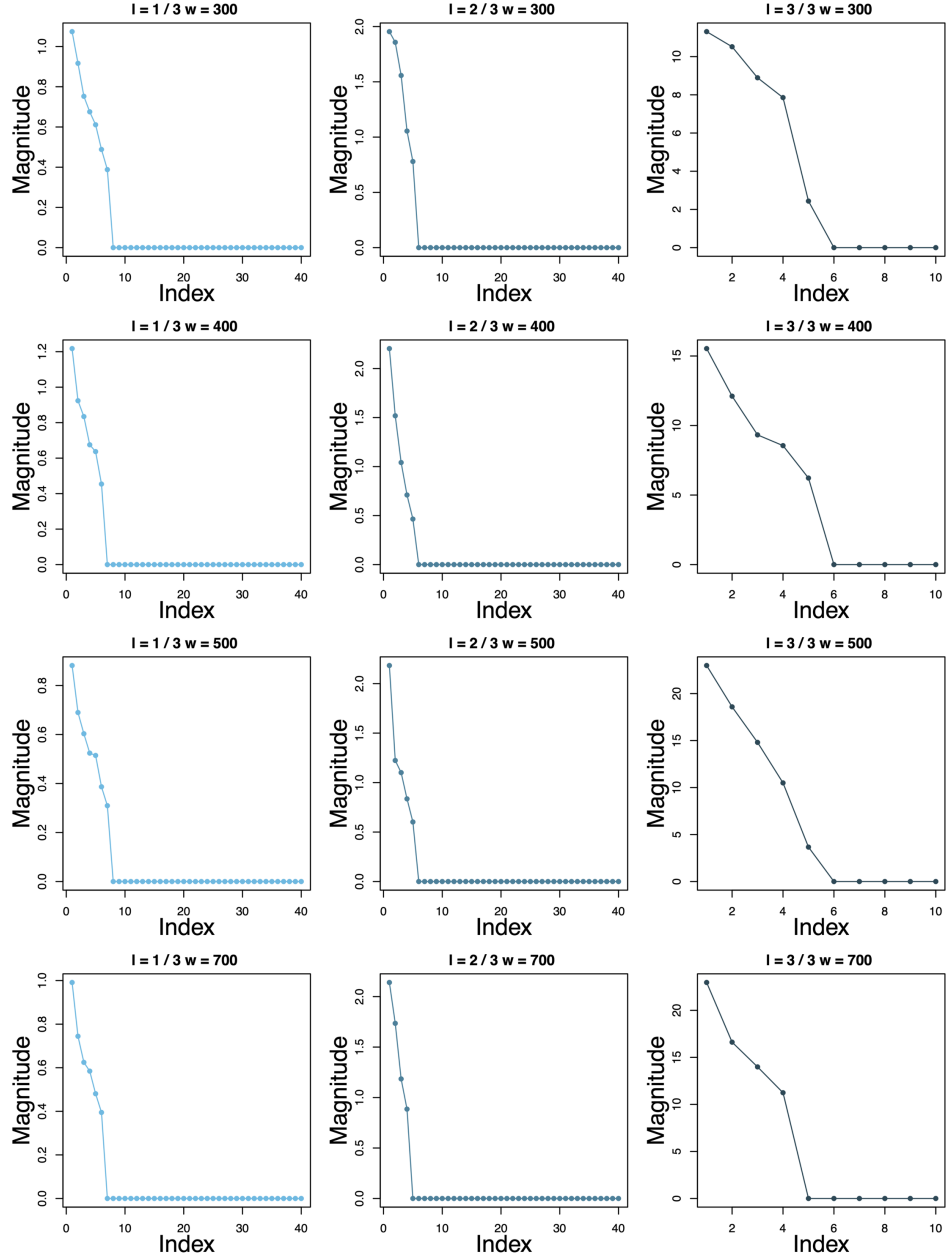 l = 1 / 3 w = 300
Magnitude
0.0 0.2 0.4 0.6 0.8 1.0
0 10 20 30 40
Index
l = 2 / 3 w = 300
Magnitude
0.0 0.5 1.0 1.5 2.0
0 10 20 30 40
Index
l = 3 / 3 w = 300
Magnitude
0 2 4 6 8 10
2 4 6 8 10
Index
l = 1 / 3 w = 400
Magnitude
0.0 0.2 0.4 0.6 0.8 1.0 1.2
0 10 20 30 40
Index
l = 2 / 3 w = 400
Magnitude
0.0 0.5 1.0 1.5 2.0
0 10 20 30 40
Index
l = 3 / 3 w = 400
Magnitude
0 5 10 15
2 4 6 8 10
Index
l = 1 / 3 w = 500
Magnitude
0.0 0.2 0.4 0.6 0.8
0 10 20 30 40
Index
l = 2 / 3 w = 500
Magnitude
0.0 0.5 1.0 1.5 2.0
0 10 20 30 40
Index
l = 3 / 3 w = 500
Magnitude
0 5 10 15 20
2 4 6 8 10
Index
l = 1 / 3 w = 700
Magnitude
0.0 0.2 0.4 0.6 0.8 1.0
0 10 20 30 40
Index
l = 2 / 3 w = 700
Magnitude
0.0 0.5 1.0 1.5 2.0
0 10 20 30 40
Index
l = 3 / 3 w = 700
Magnitude
0 5 10 15 20
2 4 6 8 10
Index